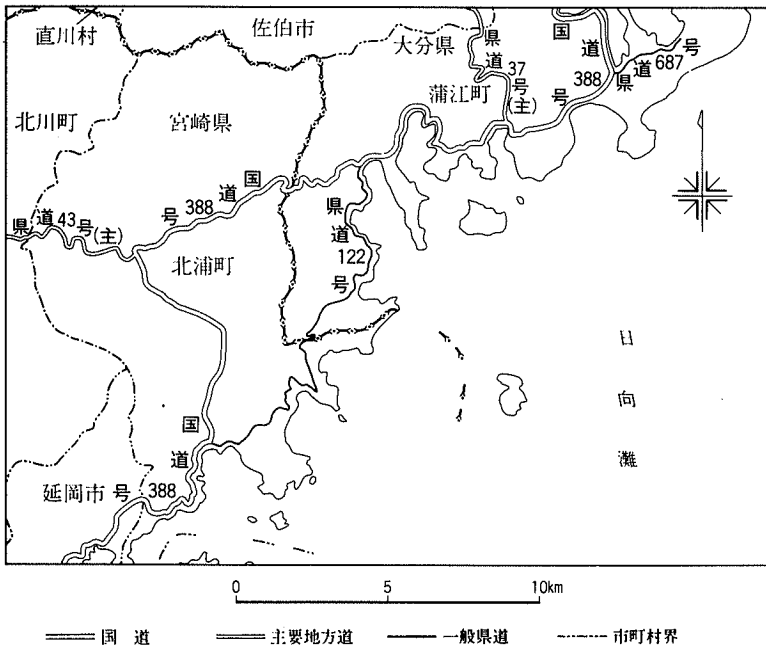 直川村
佐伯市
大分県
北川町
宮崎県
蒲江町
県道37号(主)
国道388号
県道687号
国道388号
県道43号(主)
北浦町
県道122号
日向灘
国道388号
延岡市
0 5 10km
国道 主要地方道 一般県道 市町村界